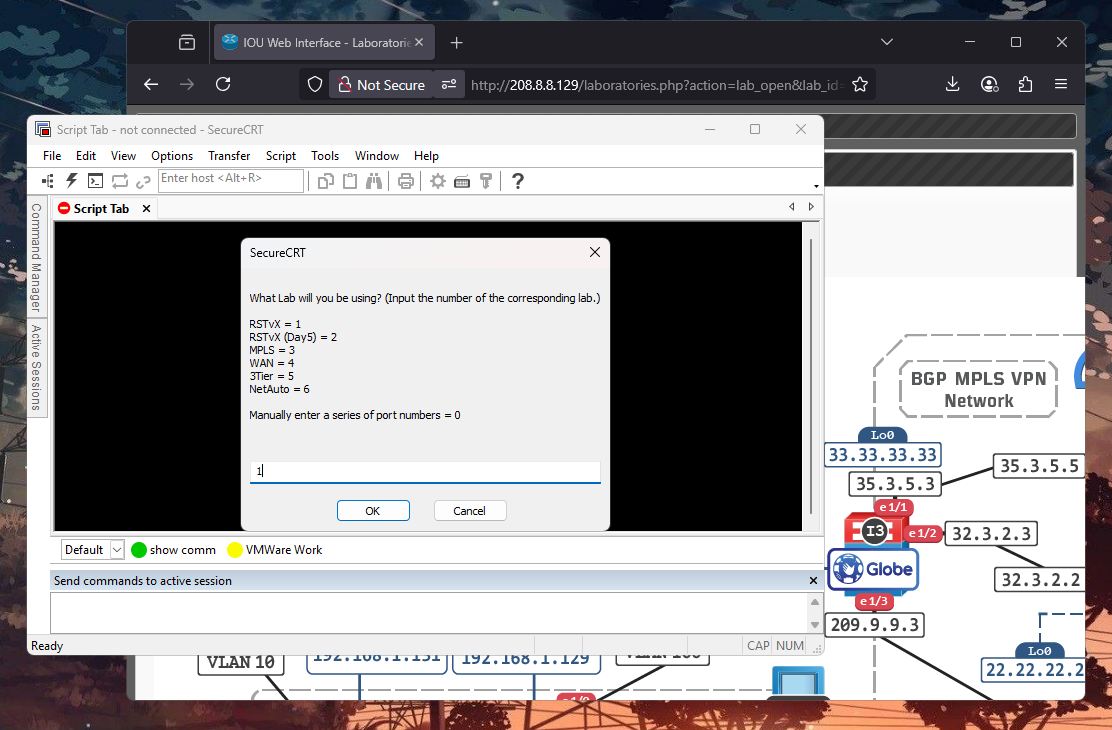 IOU Web Interface - Laboratorie
Not Secure
http://208.8.8.129/laboratories.php?action=lab_open&lab_id=
Script Tab - not connected - SecureCRT
File Edit View Options Transfer Script Tools Window Help
Enter host <Alt+R>
Script Tab
Command Manager
Active Sessions
SecureCRT
What Lab will you be using? (Input the number of the corresponding lab.)
RSTvX = 1
RSTvX (Day5) = 2
MPLS = 3
WAN = 4
3Tier = 5
NetAuto = 6
Manually enter a series of port numbers = 0
1
OK Cancel
Default show comm VMWare Work
Send commands to active session
Ready CAP NUM
BGP MPLS VPN
Network
Lo0
33.33.33.33
35.3.5.5
35.3.5.3
e1/1
I3
e1/2
32.3.2.3
Globe
32.3.2.2
e1/3
209.9.9.3
Lo0
22.22.22.2
VLAN 10
192.168.1.131
192.168.1.129